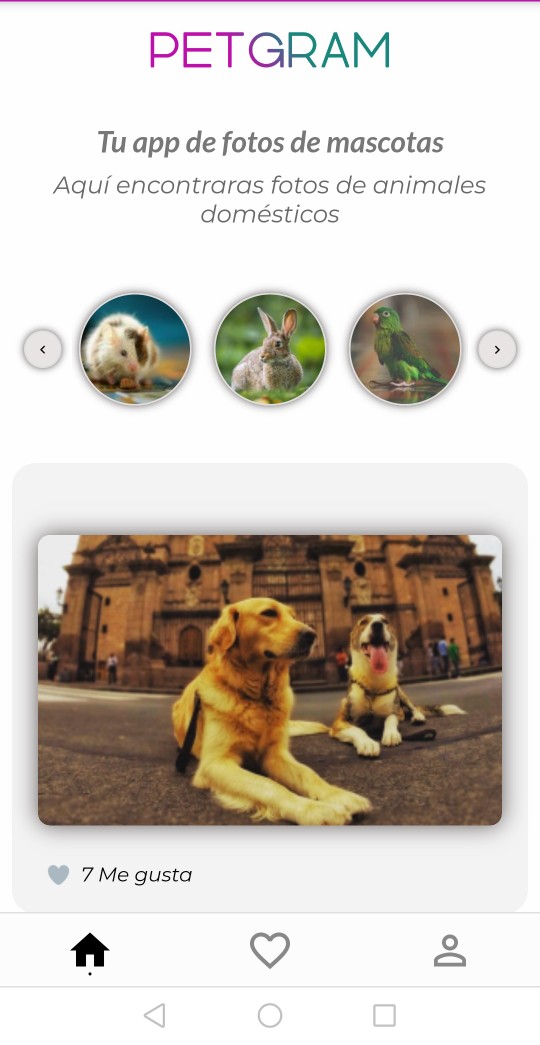 PETGRAM
Tu app de fotos de mascotas
Aquí encontraras fotos de animales
domésticos
7 Me gusta